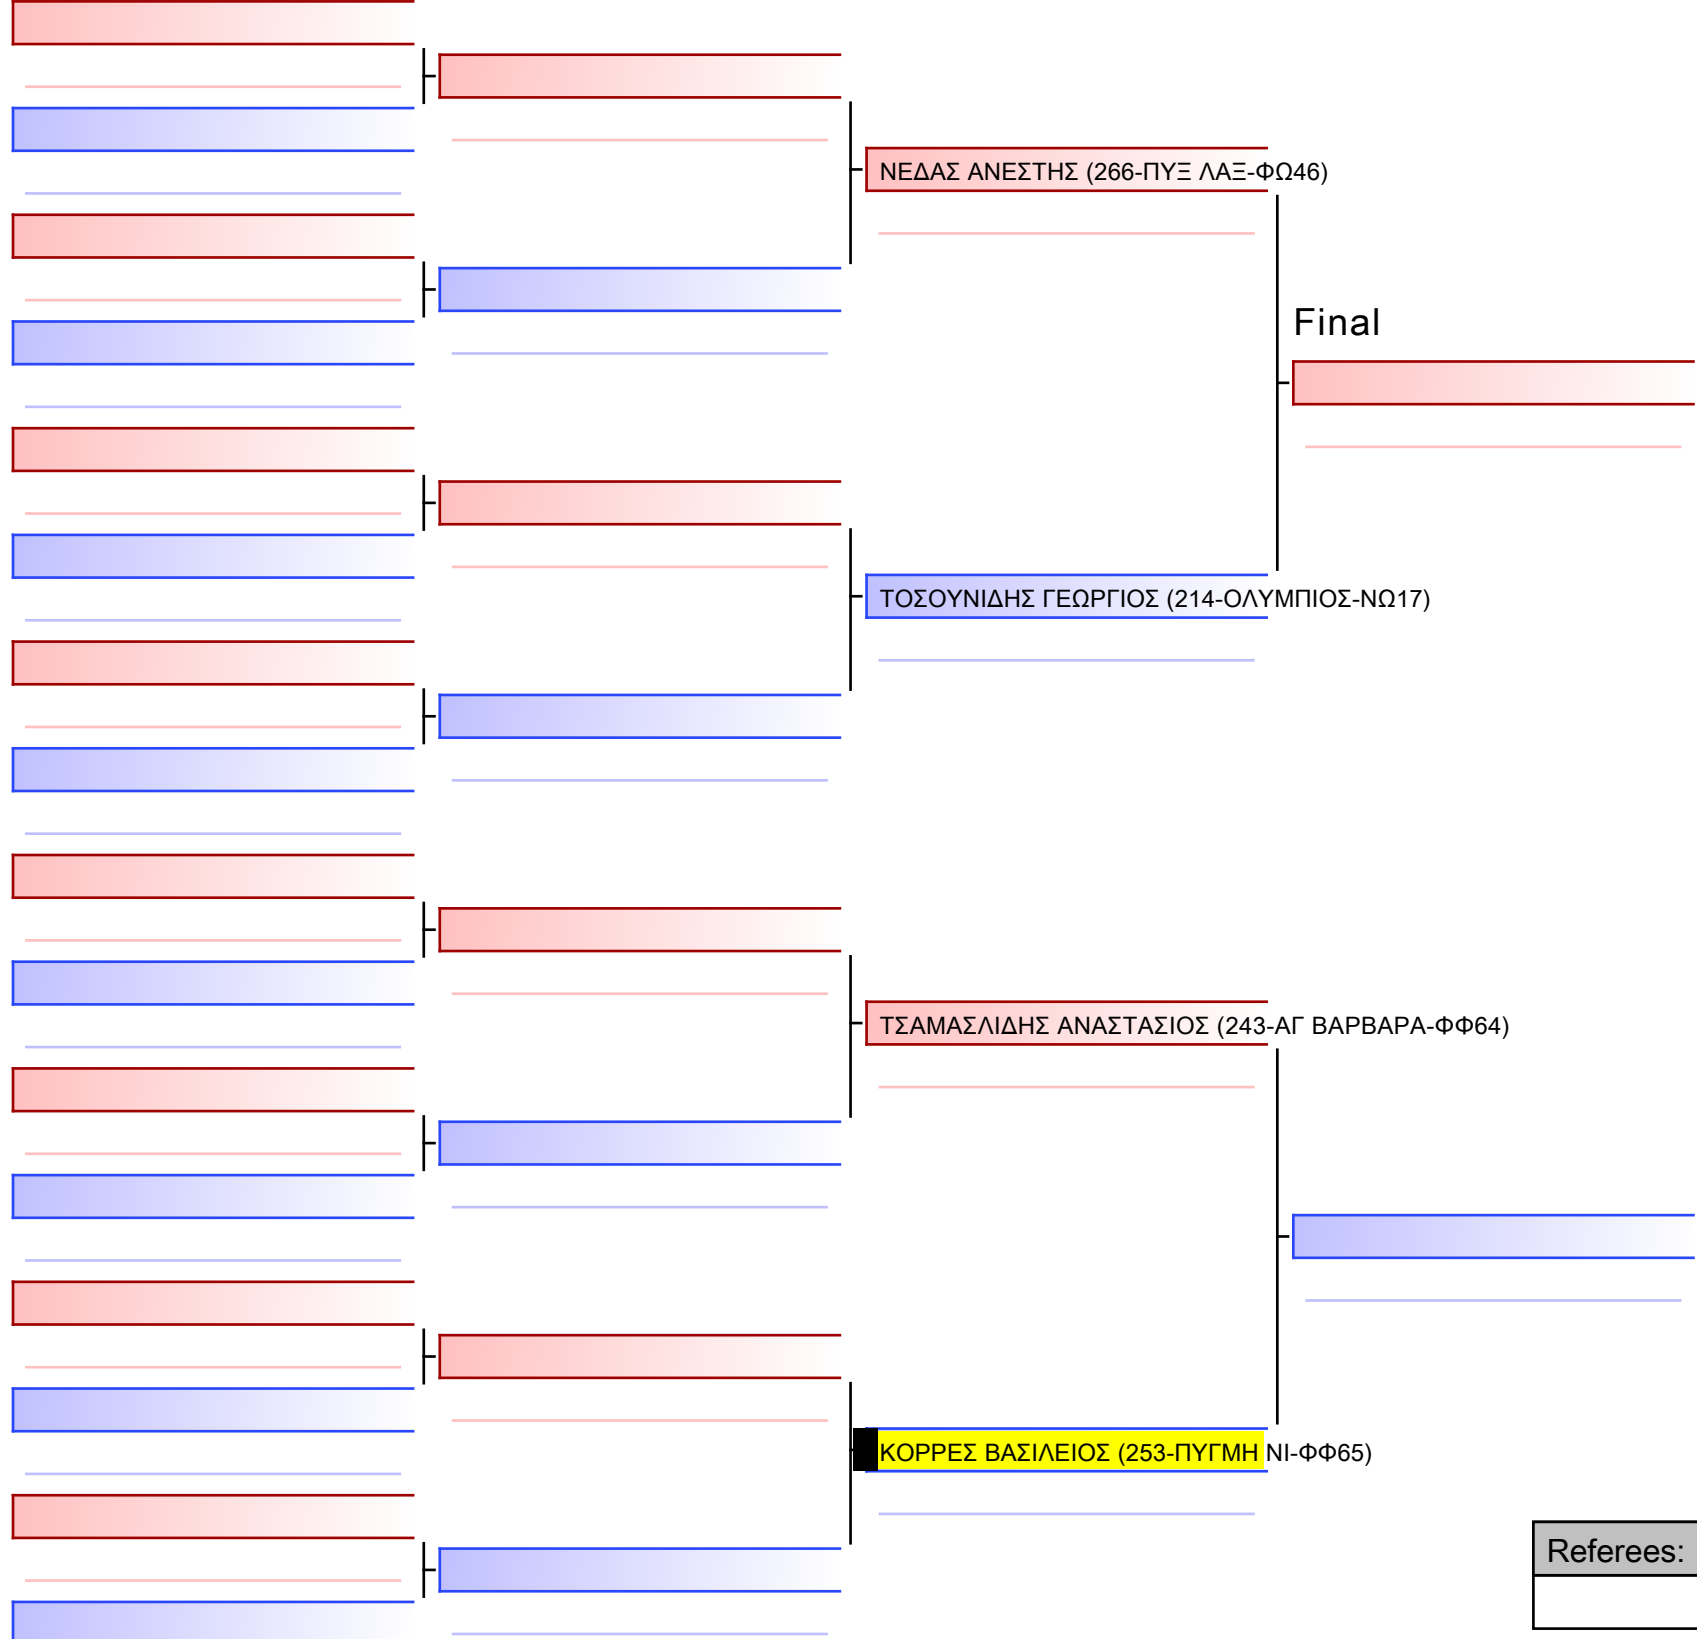 ΝΕΔΑΣ ΑΝΕΣΤΗΣ (266-ΠΥΞ ΛΑΞ-ΦΩ46)
Final
ΤΟΣΟΥΝΙΔΗΣ ΓΕΩΡΓΙΟΣ (214-ΟΛΥΜΠΙΟΣ-ΝΩ17)
ΤΣΑΜΑΣΛΙΔΗΣ ΑΝΑΣΤΑΣΙΟΣ (243-ΑΓ ΒΑΡΒΑΡΑ-ΦΦ64)
ΚΟΡΡΕΣ ΒΑΣΙΛΕΙΟΣ (253-ΠΥΓΜΗ ΝΙ-ΦΦ65)
Referees: